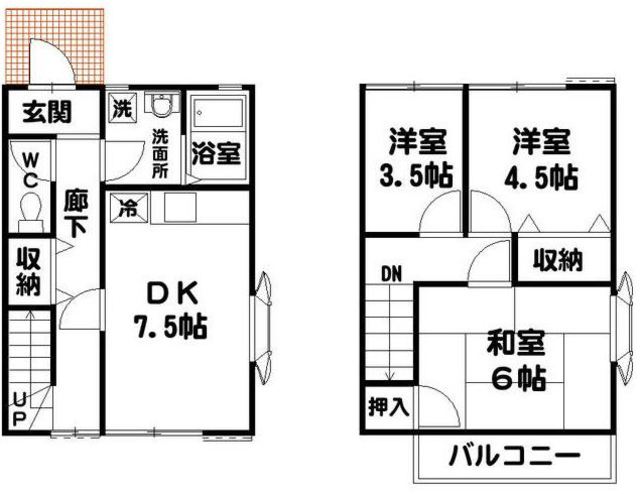 玄関
洗
洗面所
浴室
WC
廊下
冷
収納
DK
7.5帖
UP
洋室
3.5帖
洋室
4.5帖
DN
収納
和室
6帖
押入
バルコニー